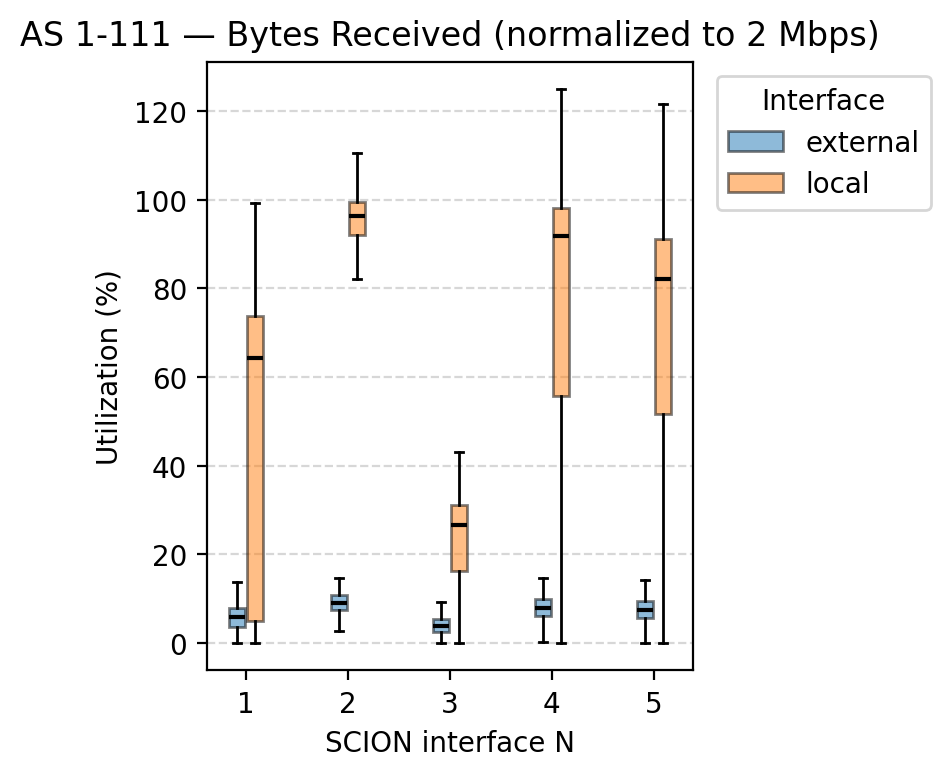 AS 1-111 — Bytes Received (normalized to 2 Mbps)
Interface
external
local
Utilization (%)
120
100
80
60
40
20
0
1 2 3 4 5
SCION interface N